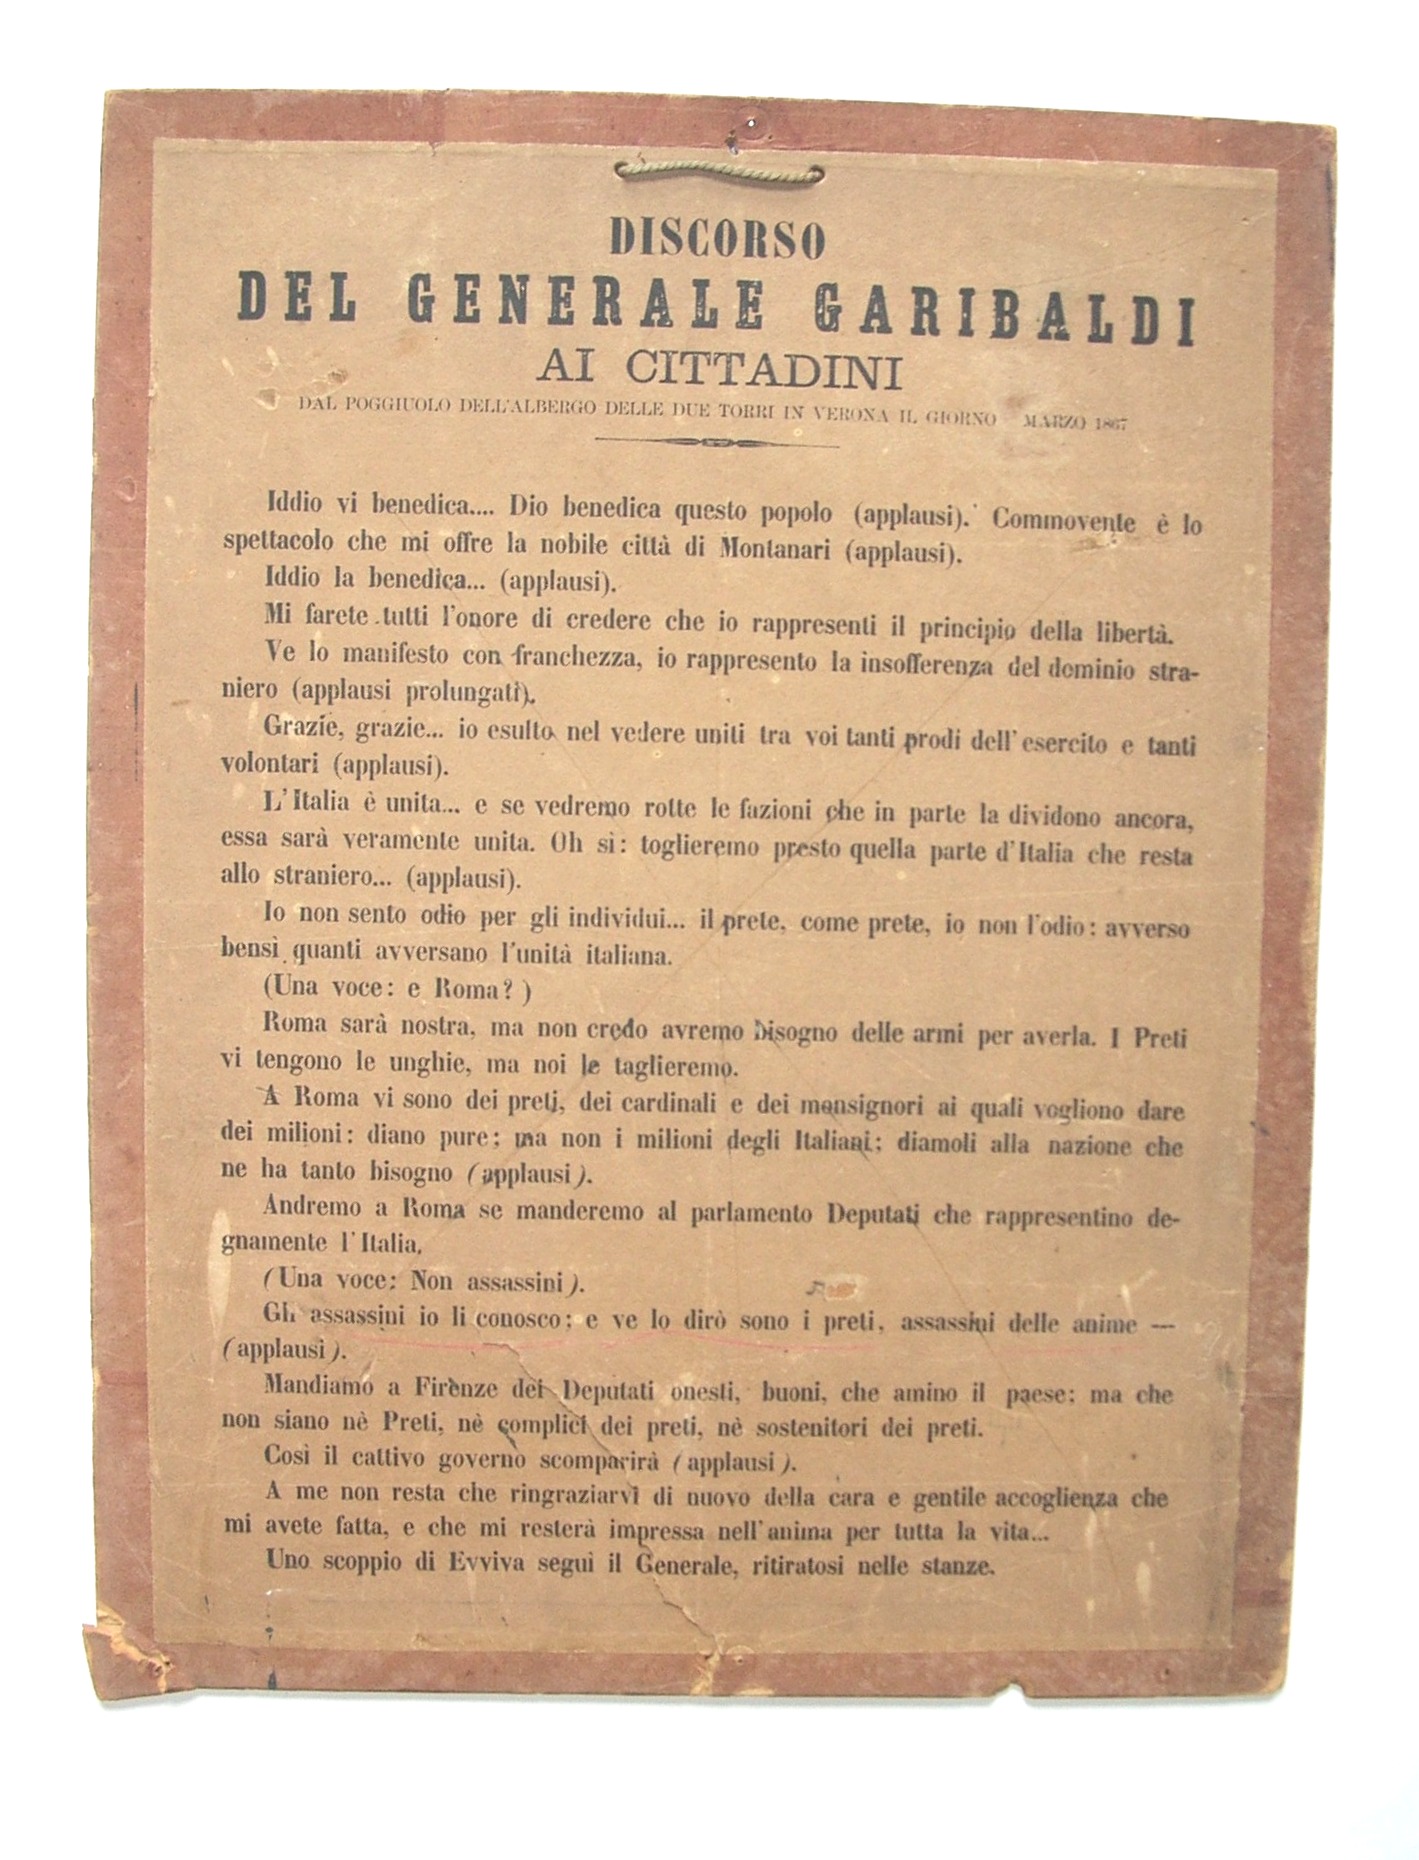 DISCORSO
DEL GENERALE GARIBALDI
AI CITTADINI
DAL POGGIUOLO DELL'ALBERGO DELLE DUE TORRI IN VERONA IL GIORNO MARZO 1867
Iddio vi benedica.... Dio benedica questo popolo (applausi). Commovente è lo
spettacolo che mi offre la nobile città di Montanari (applausi).
Iddio la benedica... (applausi).
Mi farete tutti l'onore di credere che io rappresenti il principio della libertà.
Ve lo manifesto con franchezza, io rappresento la insofferenza del dominio stra-
niero (applausi prolungati).
Grazie, grazie... io esulto nel vedere uniti tra voi tanti prodi dell'esercito e tanti
volontari (applausi).
L'Italia è unita... e se vedremo rotte le fazioni che in parte la dividono ancora,
essa sarà veramente unita. Oh sì: toglieremo presto quella parte d'Italia che resta
allo straniero... (applausi).
Io non sento odio per gli individui... il prete, come prete, io non l'odio: avverso
bensì quanti avversano l'unità italiana.
(Una voce: e Roma?)
Roma sarà nostra, ma non credo avremo bisogno delle armi per averla. I Preti
vi tengono le unghie, ma noi le taglieremo.
A Roma vi sono dei preti, dei cardinali e dei monsignori ai quali vogliono dare
dei milioni: diano pure; ma non i milioni degli Italiani; diamoli alla nazione che
ne ha tanto bisogno (applausi).
Andremo a Roma se manderemo al parlamento Deputati che rappresentino de-
gnamente l'Italia.
(Una voce: Non assassini).
Gli assassini io li conosco: e ve lo dirò sono i preti, assassini delle anime —
(applausi).
Mandiamo a Firenze dei Deputati onesti, buoni, che amino il paese; ma che
non siano nè Preti, nè complici dei preti, nè sostenitori dei preti.
Così il cattivo governo scomparirà (applausi).
A me non resta che ringraziarvi di nuovo della cara e gentile accoglienza che
mi avete fatta, e che mi resterà impressa nell'anima per tutta la vita...
Uno scoppio di Evviva seguì il Generale, ritiratosi nelle stanze.